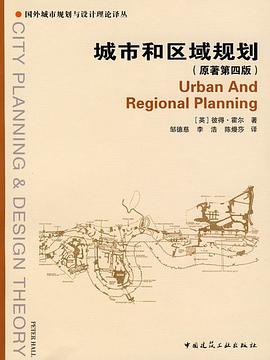 国外城市规划与设计理论译丛
CITY PLANNING & DESIGN THEORY
PETER HALL
城市和区域规划
(原著第四版)
Urban And
Regional Planning
[英] 彼得·霍尔 著
邹德慈 李浩 陈熳莎 译
中国建筑工业出版社